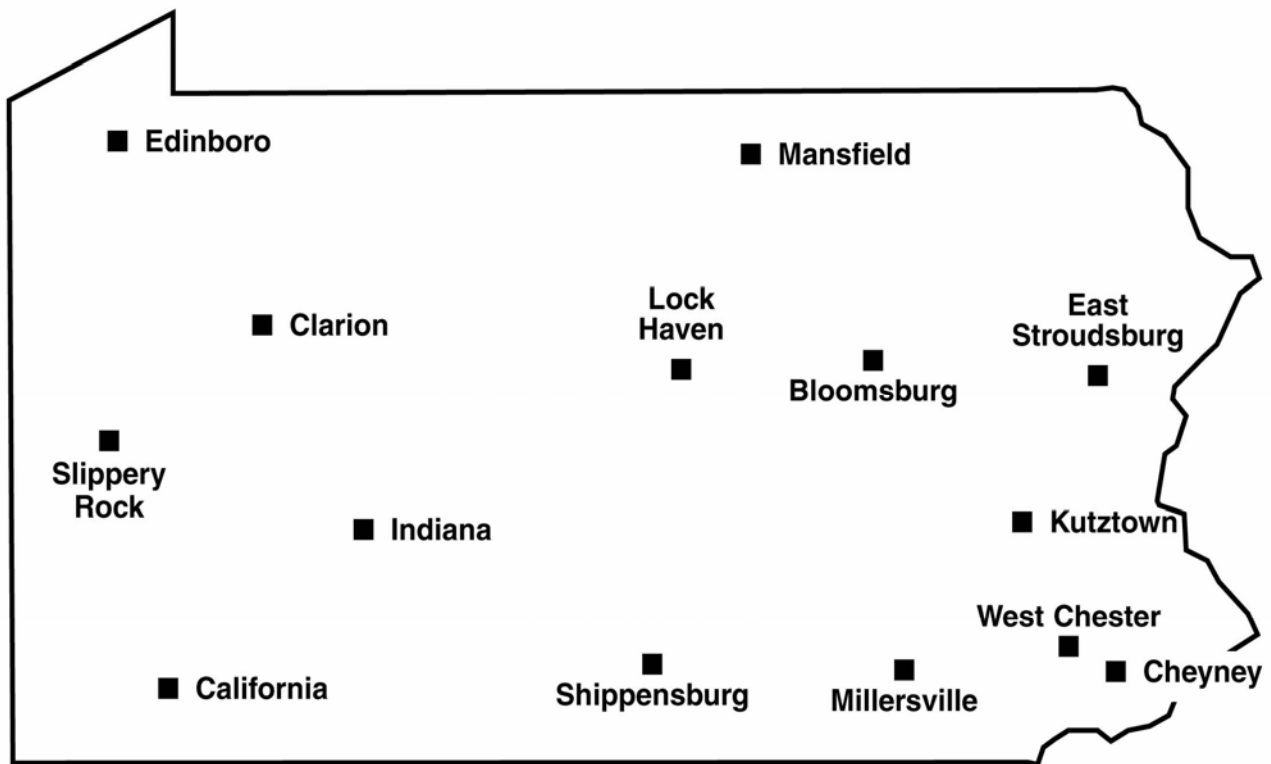 Edinboro
Mansfield
Clarion
Lock
Haven
East
Stroudsburg
Bloomsburg
Slippery
Rock
Indiana
Kutztown
West Chester
California
Shippensburg
Millersville
Cheyney